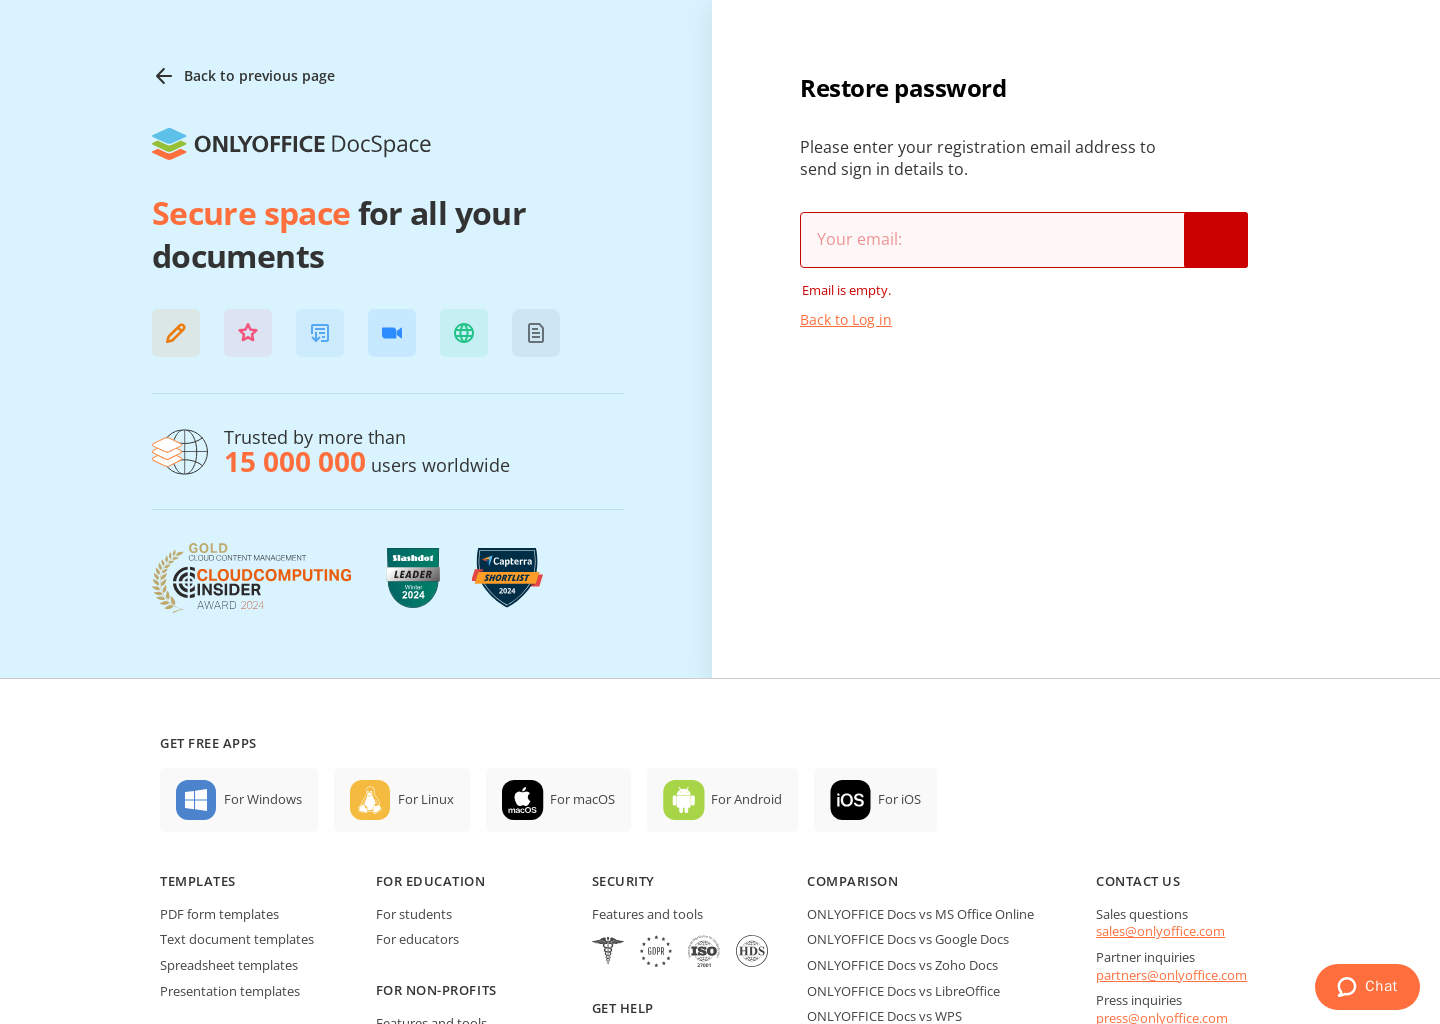 Back to previous page
ONLYOFFICE DocSpace
Secure space for all your
documents
Trusted by more than
15 000 000 users worldwide
GOLD
CLOUD CONTENT MANAGEMENT
CLOUDCOMPUTING
INSIDER
AWARD 2024
Slashdot
LEADER
Winter
2024
Capterra
SHORTLIST
2024
Restore password
Please enter your registration email address to
send sign in details to.
Your email:
Email is empty.
Back to Log in
GET FREE APPS
For Windows
For Linux
macOS
For macOS
For Android
iOS
For iOS
TEMPLATES
PDF form templates
Text document templates
Spreadsheet templates
Presentation templates
FOR EDUCATION
For students
For educators
FOR NON-PROFITS
Features and tools
SECURITY
Features and tools
GDPR
ISO
27001
HDS
GET HELP
COMPARISON
ONLYOFFICE Docs vs MS Office Online
ONLYOFFICE Docs vs Google Docs
ONLYOFFICE Docs vs Zoho Docs
ONLYOFFICE Docs vs LibreOffice
ONLYOFFICE Docs vs WPS
CONTACT US
Sales questions
sales@onlyoffice.com
Partner inquiries
partners@onlyoffice.com
Press inquiries
press@onlyoffice.com
Chat